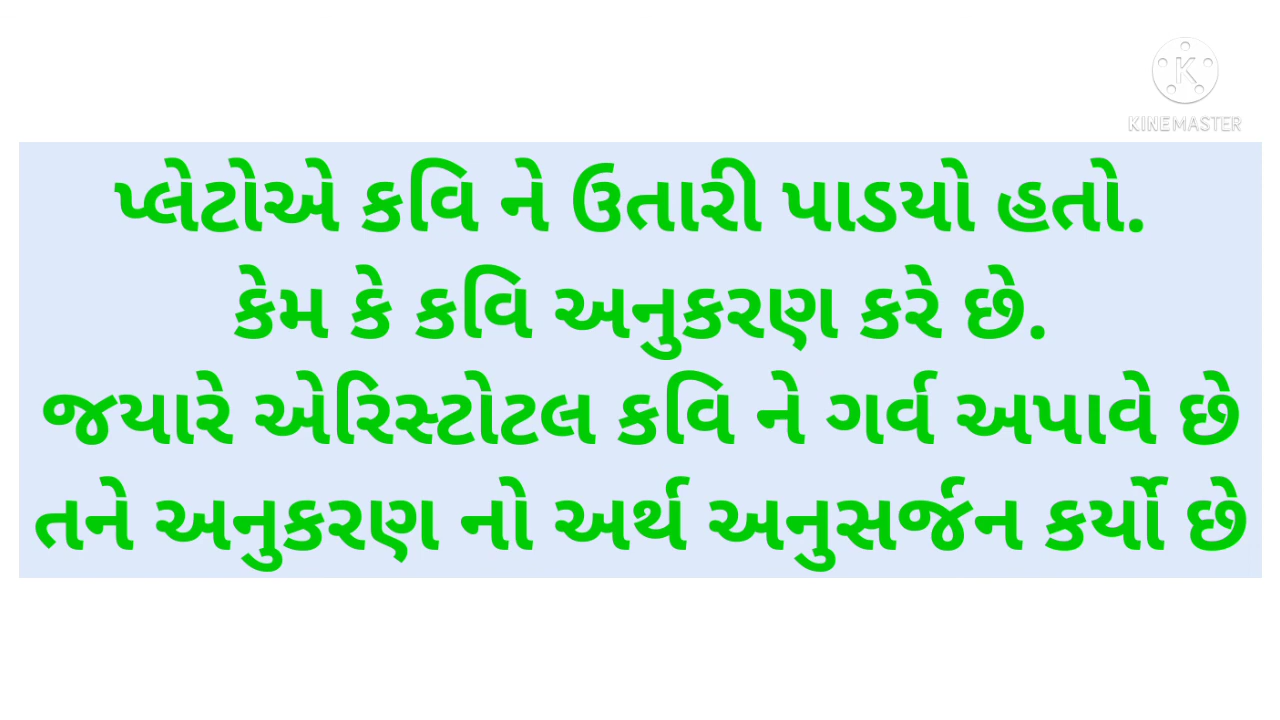 KINEMASTER
પ્લેટોએ કવિ ને ઉતારી પાડયો હતો.
કેમ કે કવિ અનુકરણ કરે છે.
જયારે એરિસ્ટોટલ કવિ ને ગર્વ અપાવે છે
તને અનુકરણ નો અર્થ અનુસર્જન કર્યો છે